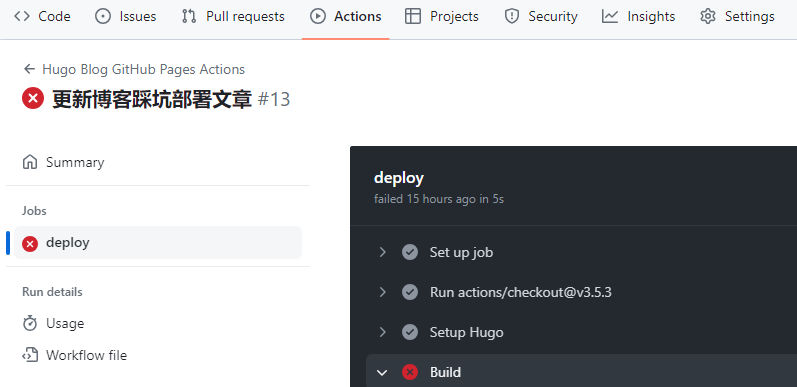 Code Issues Pull requests Actions Projects Security Insights Settings
Hugo Blog GitHub Pages Actions
更新博客踩坑部署文章 #13
Summary
Jobs
deploy
Run details
Usage
Workflow file
deploy
failed 15 hours ago in 5s
Set up job
Run actions/checkout@v3.5.3
Setup Hugo
Build